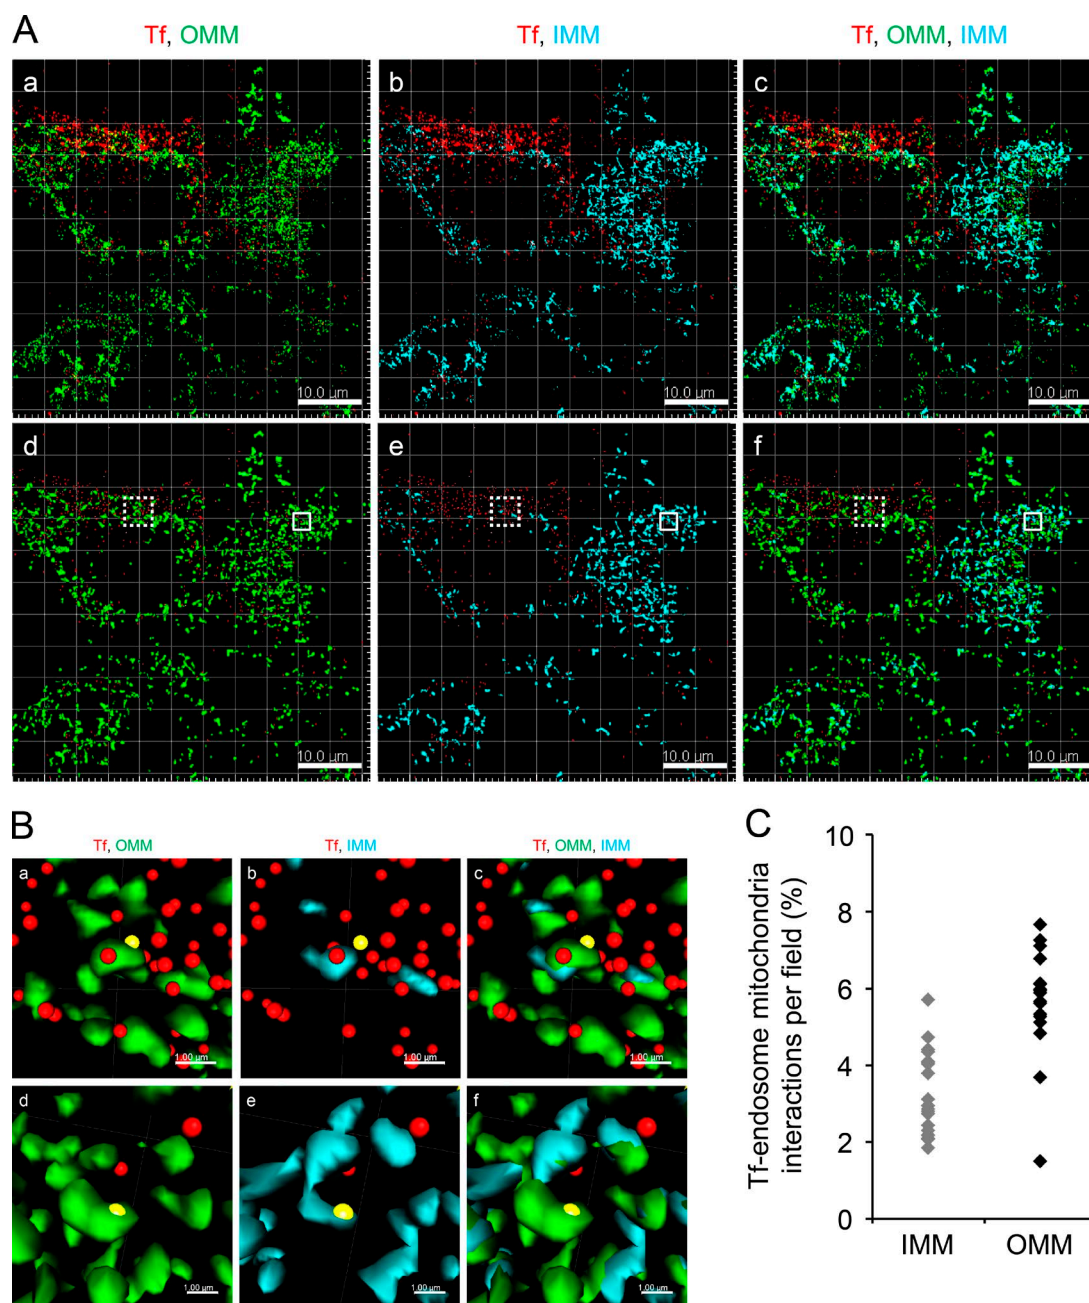 A
Tf, OMM
Tf, IMM
Tf, OMM, IMM
a
b
c
10.0 µm
10.0 µm
10.0 µm
d
e
f
10.0 µm
10.0 µm
10.0 µm
B
Tf, OMM
Tf, IMM
Tf, OMM, IMM
a
b
c
1.00 µm
1.00 µm
1.00 µm
d
e
f
1.00 µm
1.00 µm
1.00 µm
C
Tf-endosome mitochondria
interactions per field (%)
10
8
6
4
2
0
IMM
OMM